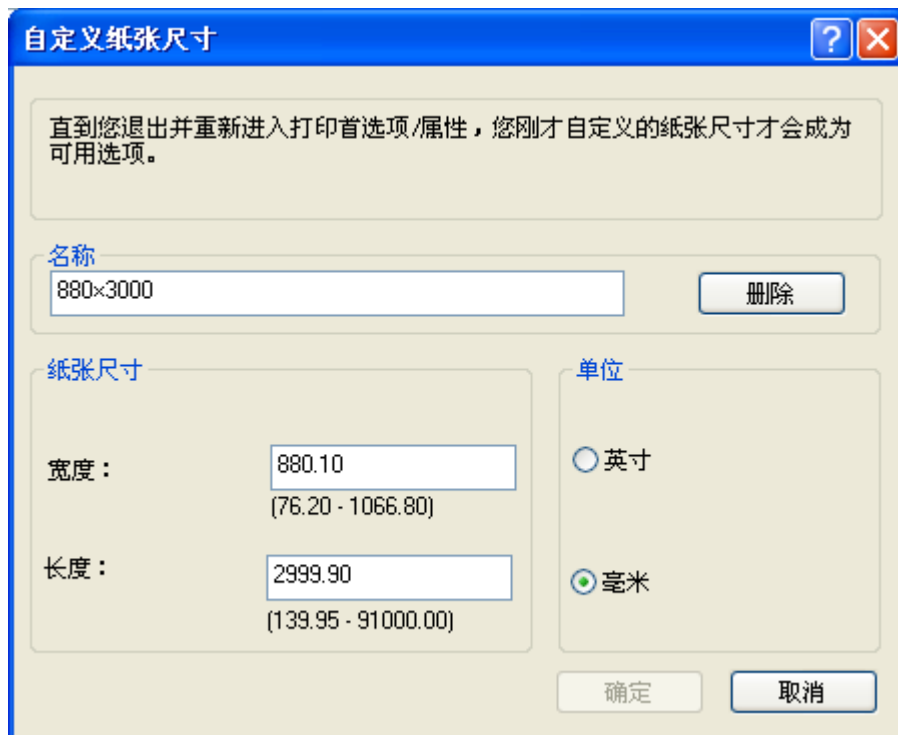 自定义纸张尺寸
直到您退出并重新进入打印首选项/属性，您刚才自定义的纸张尺寸才会成为
可用选项。
名称
880×3000
删除
纸张尺寸
单位
宽度：
880.10
英寸
(76.20 - 1066.80)
长度：
2999.90
毫米
(139.95 - 91000.00)
确定
取消